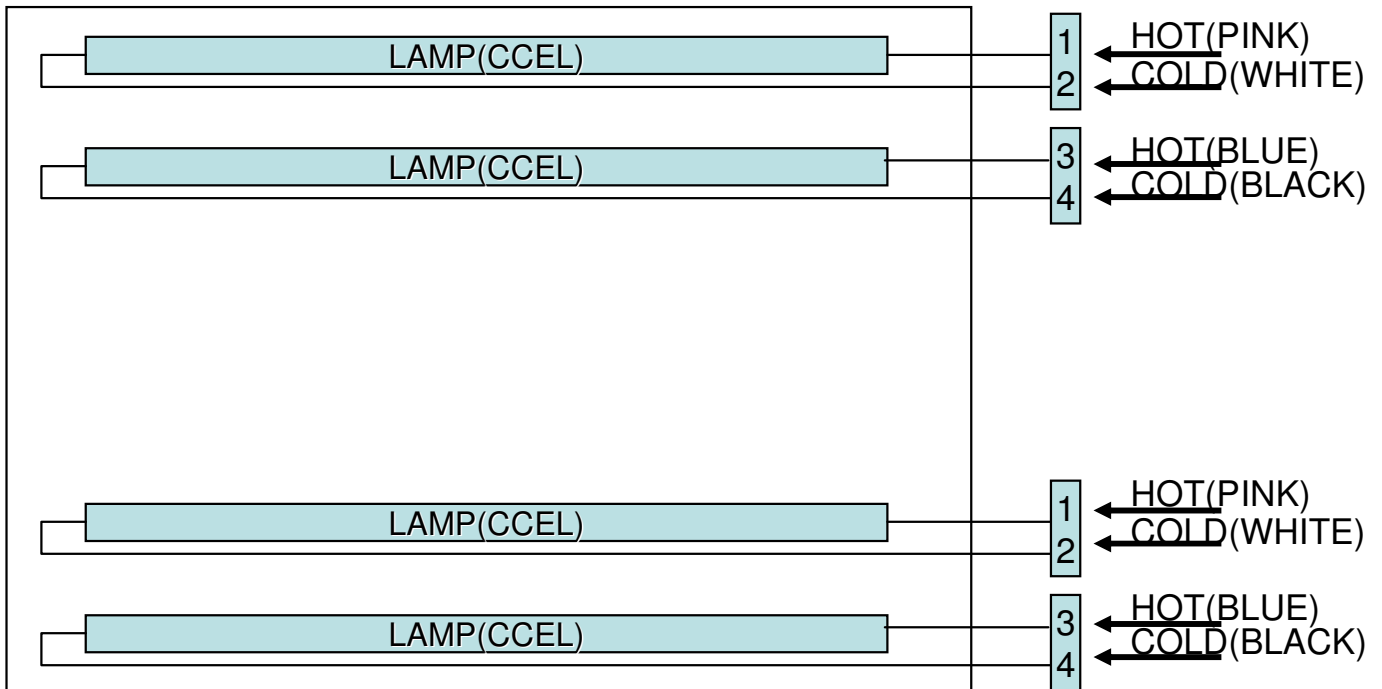 LAMP(CCEL)
1
HOT(PINK)
2
COLD(WHITE)
LAMP(CCEL)
3
HOT(BLUE)
4
COLD(BLACK)
LAMP(CCEL)
1
HOT(PINK)
2
COLD(WHITE)
LAMP(CCEL)
3
HOT(BLUE)
4
COLD(BLACK)